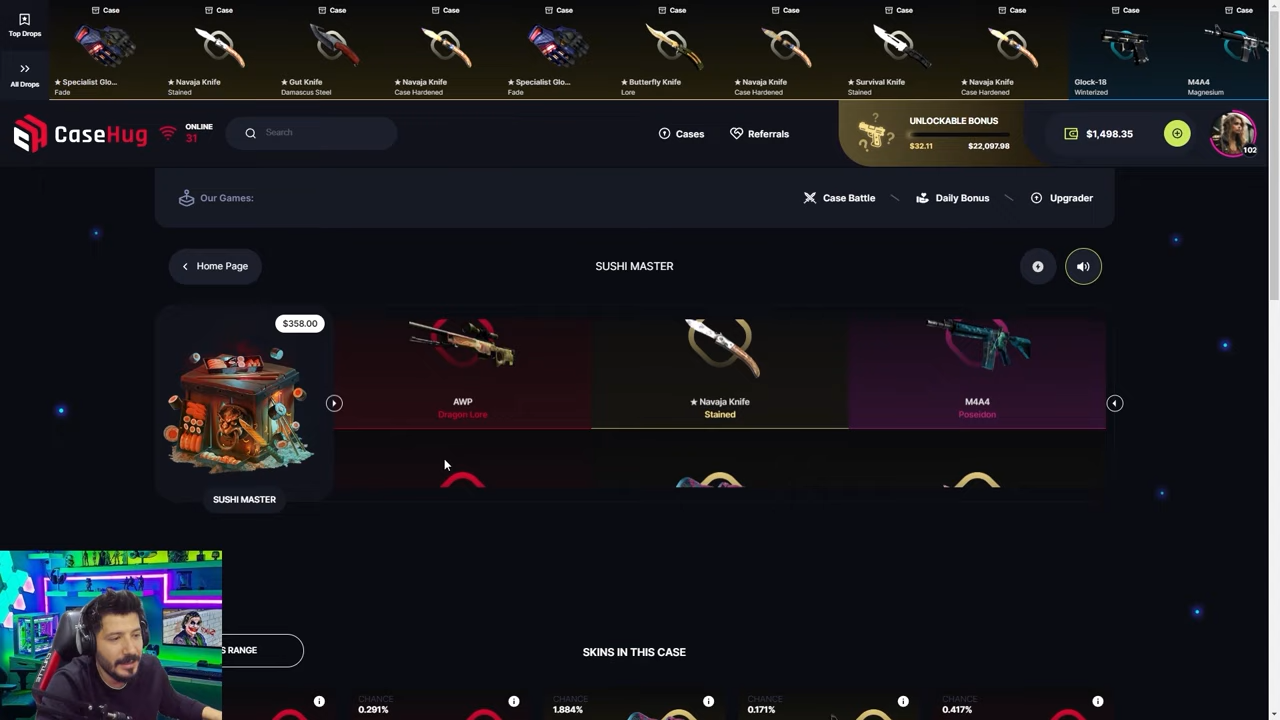 Top Drops
All Drops
Case
★ Specialist Glo...
Fade
Case
★ Navaja Knife
Stained
Case
★ Gut Knife
Damascus Steel
Case
★ Navaja Knife
Case Hardened
Case
★ Specialist Glo...
Fade
Case
★ Butterfly Knife
Lore
Case
★ Navaja Knife
Case Hardened
Case
★ Survival Knife
Stained
Case
★ Navaja Knife
Case Hardened
Case
Glock-18
Winterized
Case
M4A4
Magnesium
CaseHug
ONLINE
31
Search
Cases
Referrals
UNLOCKABLE BONUS
$32.11
$22,097.98
$1,498.35
102
Our Games:
Case Battle
Daily Bonus
Upgrader
Home Page
SUSHI MASTER
$358.00
SUSHI MASTER
AWP
Dragon Lore
★ Navaja Knife
Stained
M4A4
Poseidon
S RANGE
SKINS IN THIS CASE
CHANCE
0.291%
CHANCE
1.884%
CHANCE
0.171%
CHANCE
0.417%